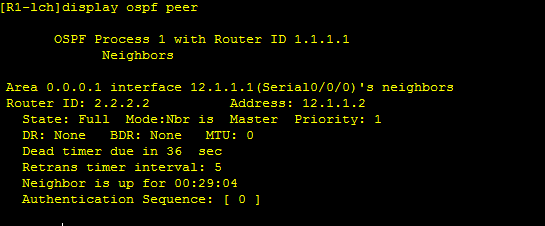 [R1-lch]display ospf peer
OSPF Process 1 with Router ID 1.1.1.1
Neighbors
Area 0.0.0.1 interface 12.1.1.1(Serial0/0/0)'s neighbors
Router ID: 2.2.2.2 Address: 12.1.1.2
State: Full Mode:Nbr is Master Priority: 1
DR: None BDR: None MTU: 0
Dead timer due in 36 sec
Retrans timer interval: 5
Neighbor is up for 00:29:04
Authentication Sequence: [ 0 ]